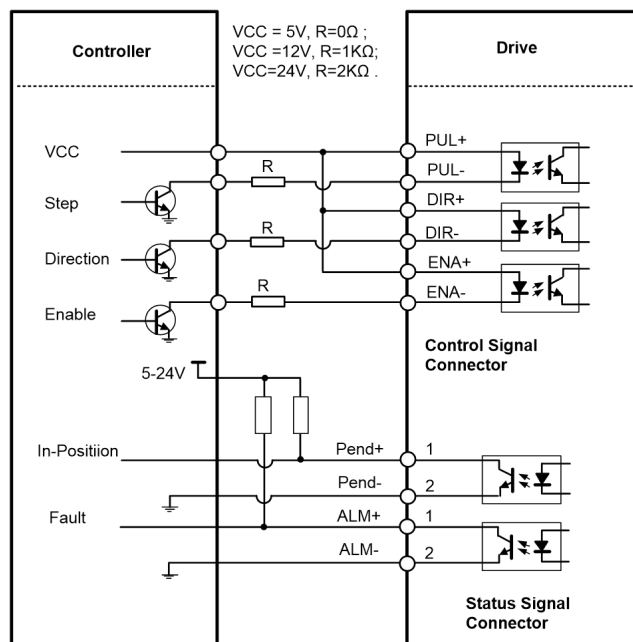 Controller
VCC = 5V, R=0Ω ;
VCC =12V, R=1KΩ;
VCC=24V, R=2KΩ .
Drive
VCC
PUL+
R
PUL-
Step
DIR+
R
DIR-
Direction
ENA+
R
ENA-
Enable
Control Signal
Connector
5-24V
In-Positiion
Pend+
1
Pend-
2
Fault
ALM+
1
ALM-
2
Status Signal
Connector